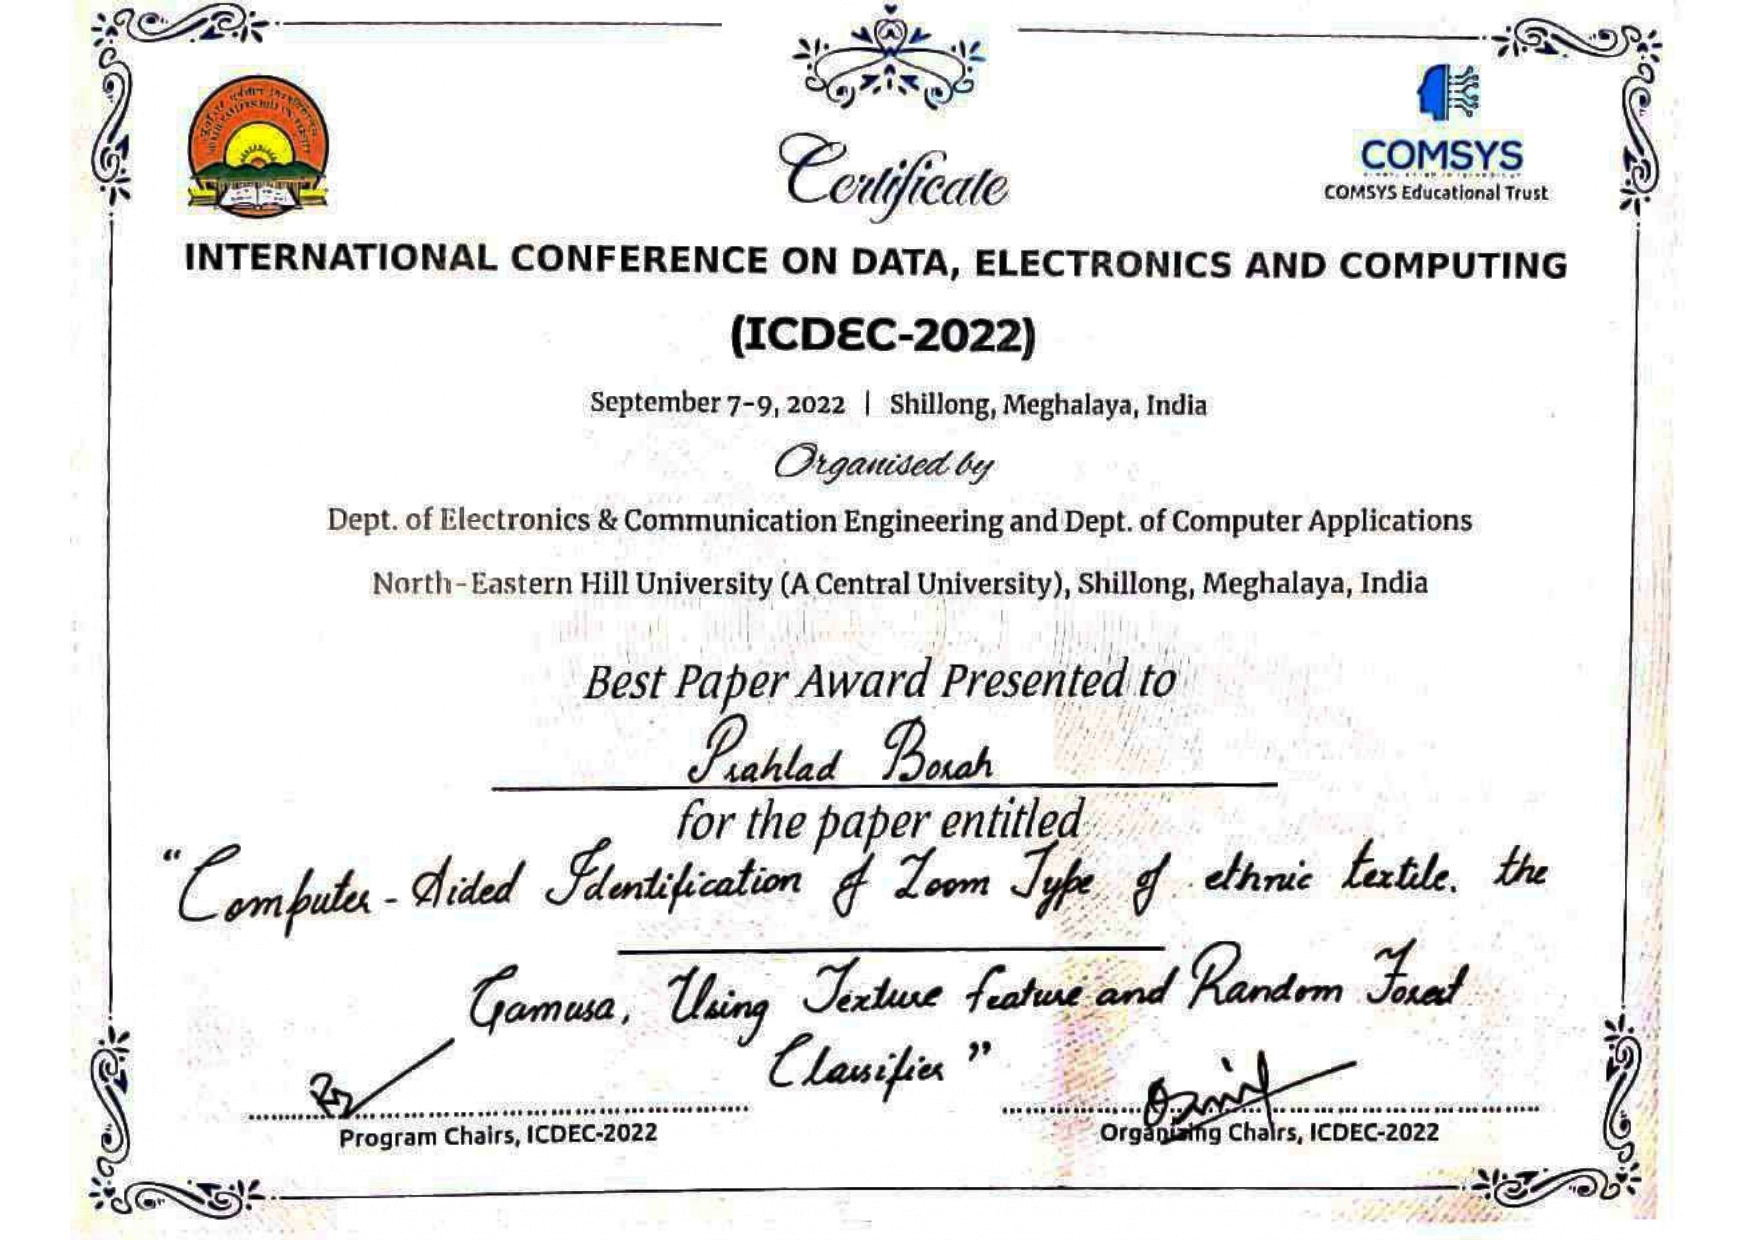 Certificate
COMSYS
COMSYS Educational Trust
INTERNATIONAL CONFERENCE ON DATA, ELECTRONICS AND COMPUTING
(ICDEC-2022)
September 7-9, 2022 | Shillong, Meghalaya, India
Organised by
Dept. of Electronics & Communication Engineering and Dept. of Computer Applications
North-Eastern Hill University (A Central University), Shillong, Meghalaya, India
Best Paper Award Presented to
Prahlad Borah
for the paper entitled
"Computer-Aided Identification of Loom Type of ethnic textile, the
Gamusa, Using Texture feature and Random Forest
Classifier"
Program Chairs, ICDEC-2022
Organizing Chairs, ICDEC-2022